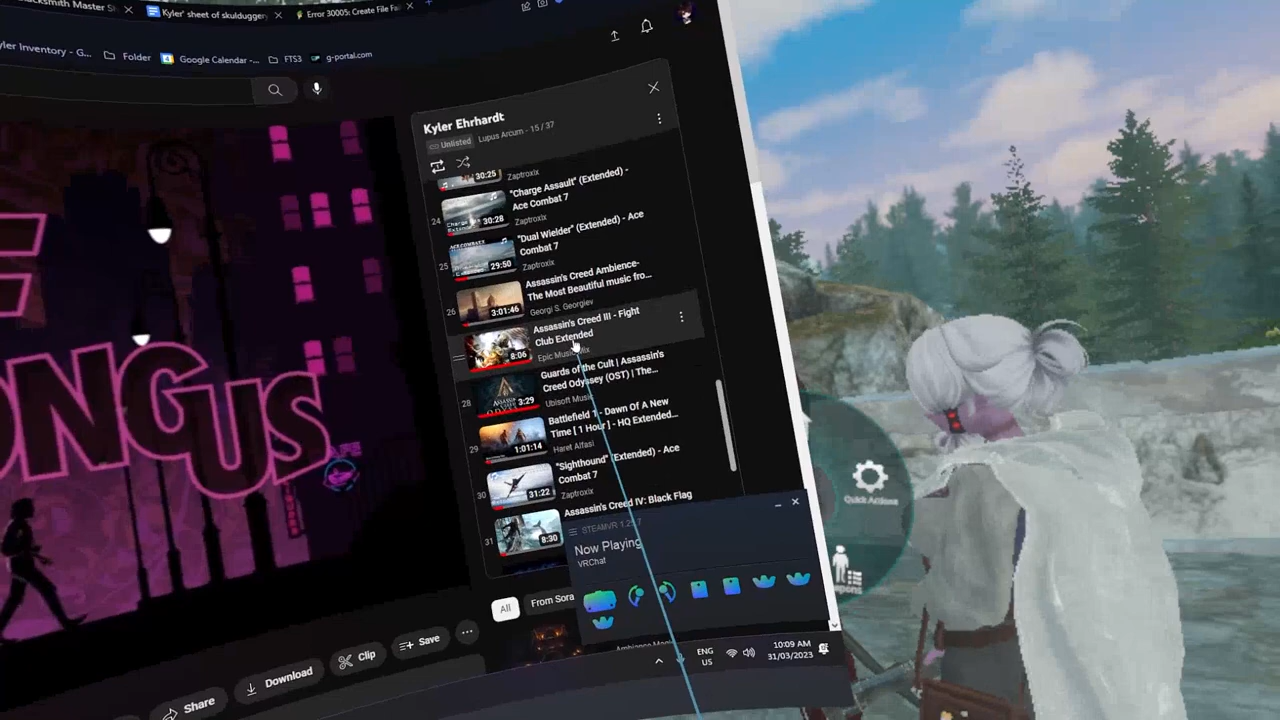 Kyler' sheet of skulduggery
Error 30005: Create File Fai
Folder
Google Calendar -...
FTS3
g-portal.com
Kyler Ehrhardt
Unlisted
Lupus Arcum - 15 / 37
30:25
Zaptroxix
24
30:28
"Charge Assault" (Extended) -
Ace Combat 7
Zaptroxix
25
29:50
"Dual Wielder" (Extended) - Ace
Combat 7
Zaptroxix
26
3:01:46
Assassin's Creed Ambience-
The Most Beautiful music fro...
Georgi S. Georgiev
8:06
Assassin's Creed III - Fight
Club Extended
Epic Music Mix
28
3:29
Guards of the Cult | Assassin's
Creed Odyssey (OST) | The...
Ubisoft Music
29
1:01:14
Battlefield 1 - Dawn Of A New
Time [ 1 Hour ] - HQ Extended...
Haret Alfasi
30
31:22
"Sighthound" (Extended) - Ace
Combat 7
Zaptroxix
31
8:30
Assassin's Creed IV: Black Flag
ONGUS
STEAMVR
Now Playing
VRChat
All
From Sora
Share
Download
Clip
Save
ENG
US
10:09 AM
31/03/2023
Quick Actions